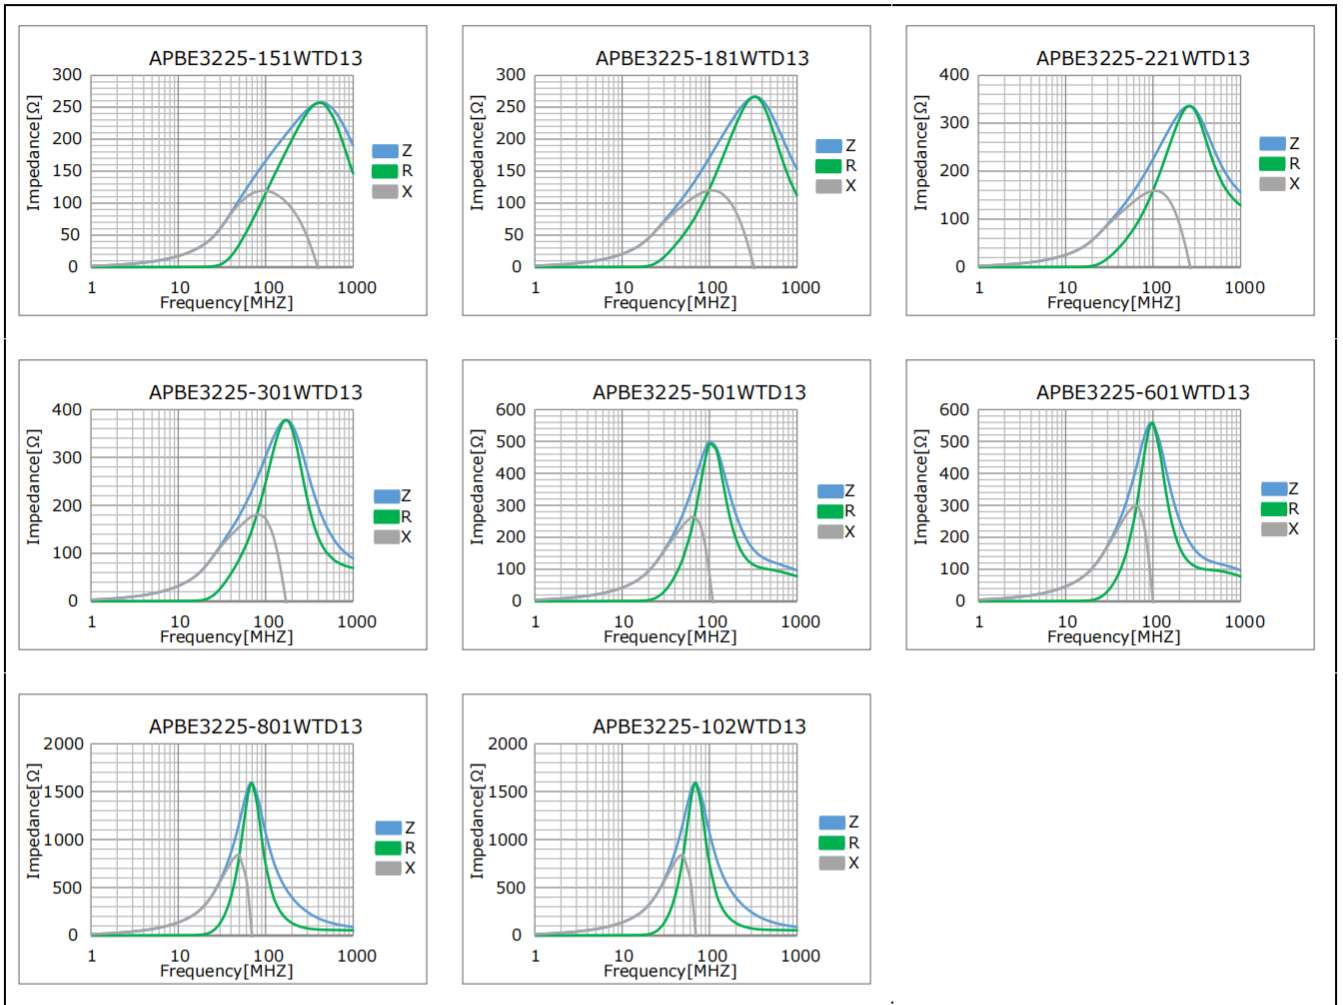 APBE3225-151WTD13
Impedance[Ω]
300
250
200
150
100
50
0
1 10 100 1000
Frequency[MHZ]
Z
R
X
APBE3225-181WTD13
Impedance[Ω]
300
250
200
150
100
50
0
1 10 100 1000
Frequency[MHZ]
Z
R
X
APBE3225-221WTD13
Impedance[Ω]
400
300
200
100
0
1 10 100 1000
Frequency[MHZ]
Z
R
X
APBE3225-301WTD13
Impedance[Ω]
400
300
200
100
0
1 10 100 1000
Frequency[MHZ]
Z
R
X
APBE3225-501WTD13
Impedance[Ω]
600
500
400
300
200
100
0
1 10 100 1000
Frequency[MHZ]
Z
R
X
APBE3225-601WTD13
Impedance[Ω]
600
500
400
300
200
100
0
1 10 100 1000
Frequency[MHZ]
Z
R
X
APBE3225-801WTD13
Impedance[Ω]
2000
1500
1000
500
0
1 10 100 1000
Frequency[MHZ]
Z
R
X
APBE3225-102WTD13
Impedance[Ω]
2000
1500
1000
500
0
1 10 100 1000
Frequency[MHZ]
Z
R
X